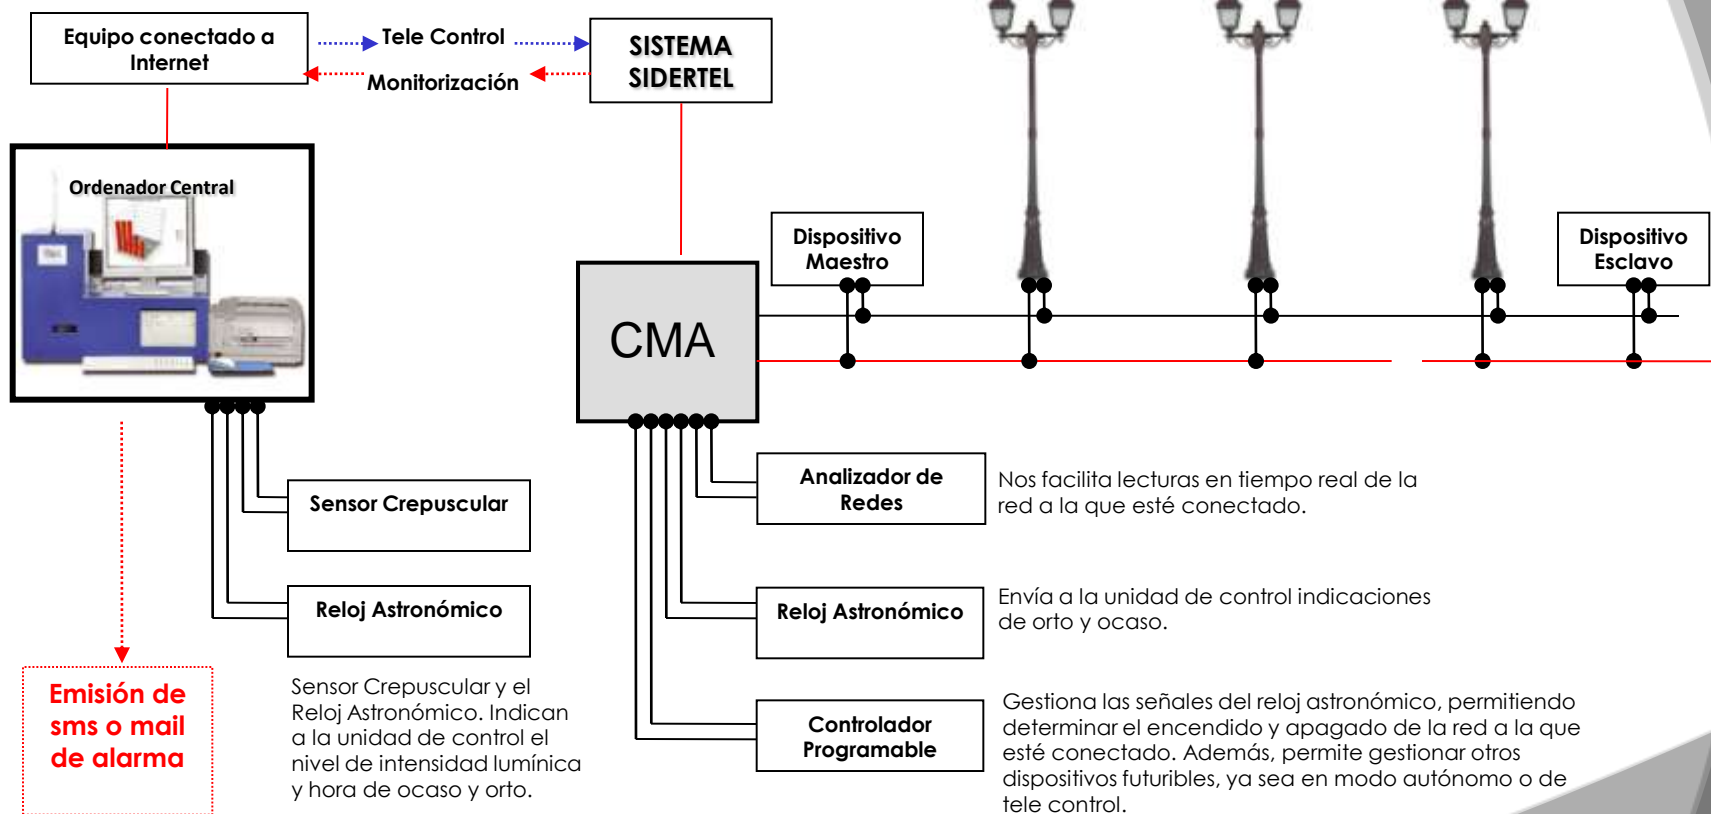 Equipo conectado a
Internet
Tele Control
Monitorización
SISTEMA
SIDERTEL
Ordenador Central
Dispositivo
Maestro
Dispositivo
Esclavo
CMA
Sensor Crepuscular
Reloj Astronómico
Sensor Crepuscular y el
Reloj Astronómico. Indican
a la unidad de control el
nivel de intensidad lumínica
y hora de ocaso y orto.
Emisión de
sms o mail
de alarma
Analizador de
Redes
Nos facilita lecturas en tiempo real de la
red a la que esté conectado.
Reloj Astronómico
Envía a la unidad de control indicaciones
de orto y ocaso.
Controlador
Programable
Gestiona las señales del reloj astronómico, permitiendo
determinar el encendido y apagado de la red a la que
esté conectado. Además, permite gestionar otros
dispositivos futuribles, ya sea en modo autónomo o de
tele control.